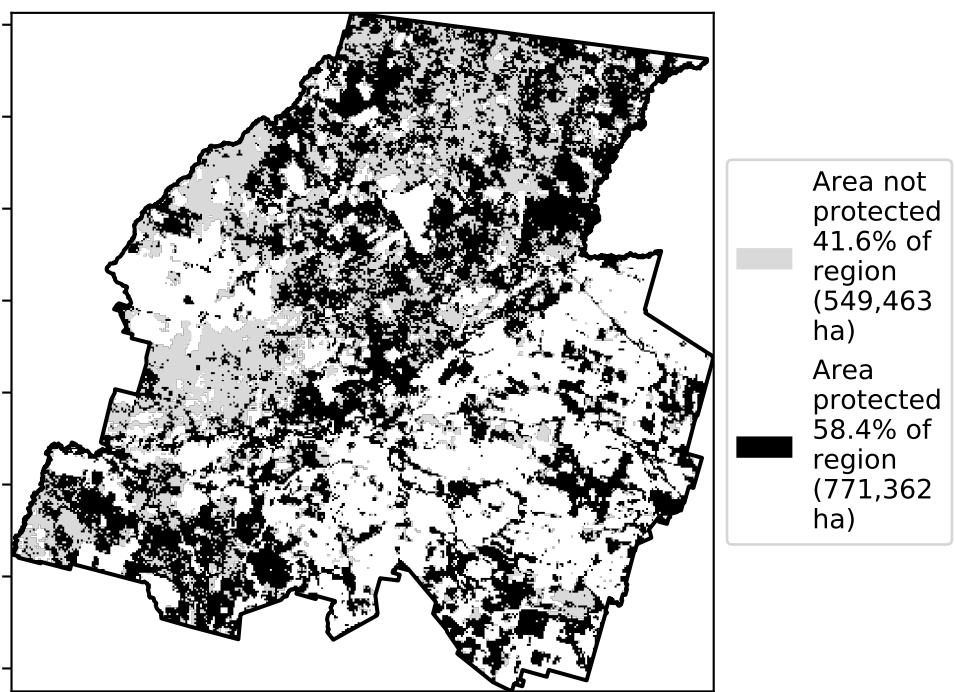 Area not
protected
41.6% of
region
(549,463
ha)
Area
protected
58.4% of
region
(771,362
ha)